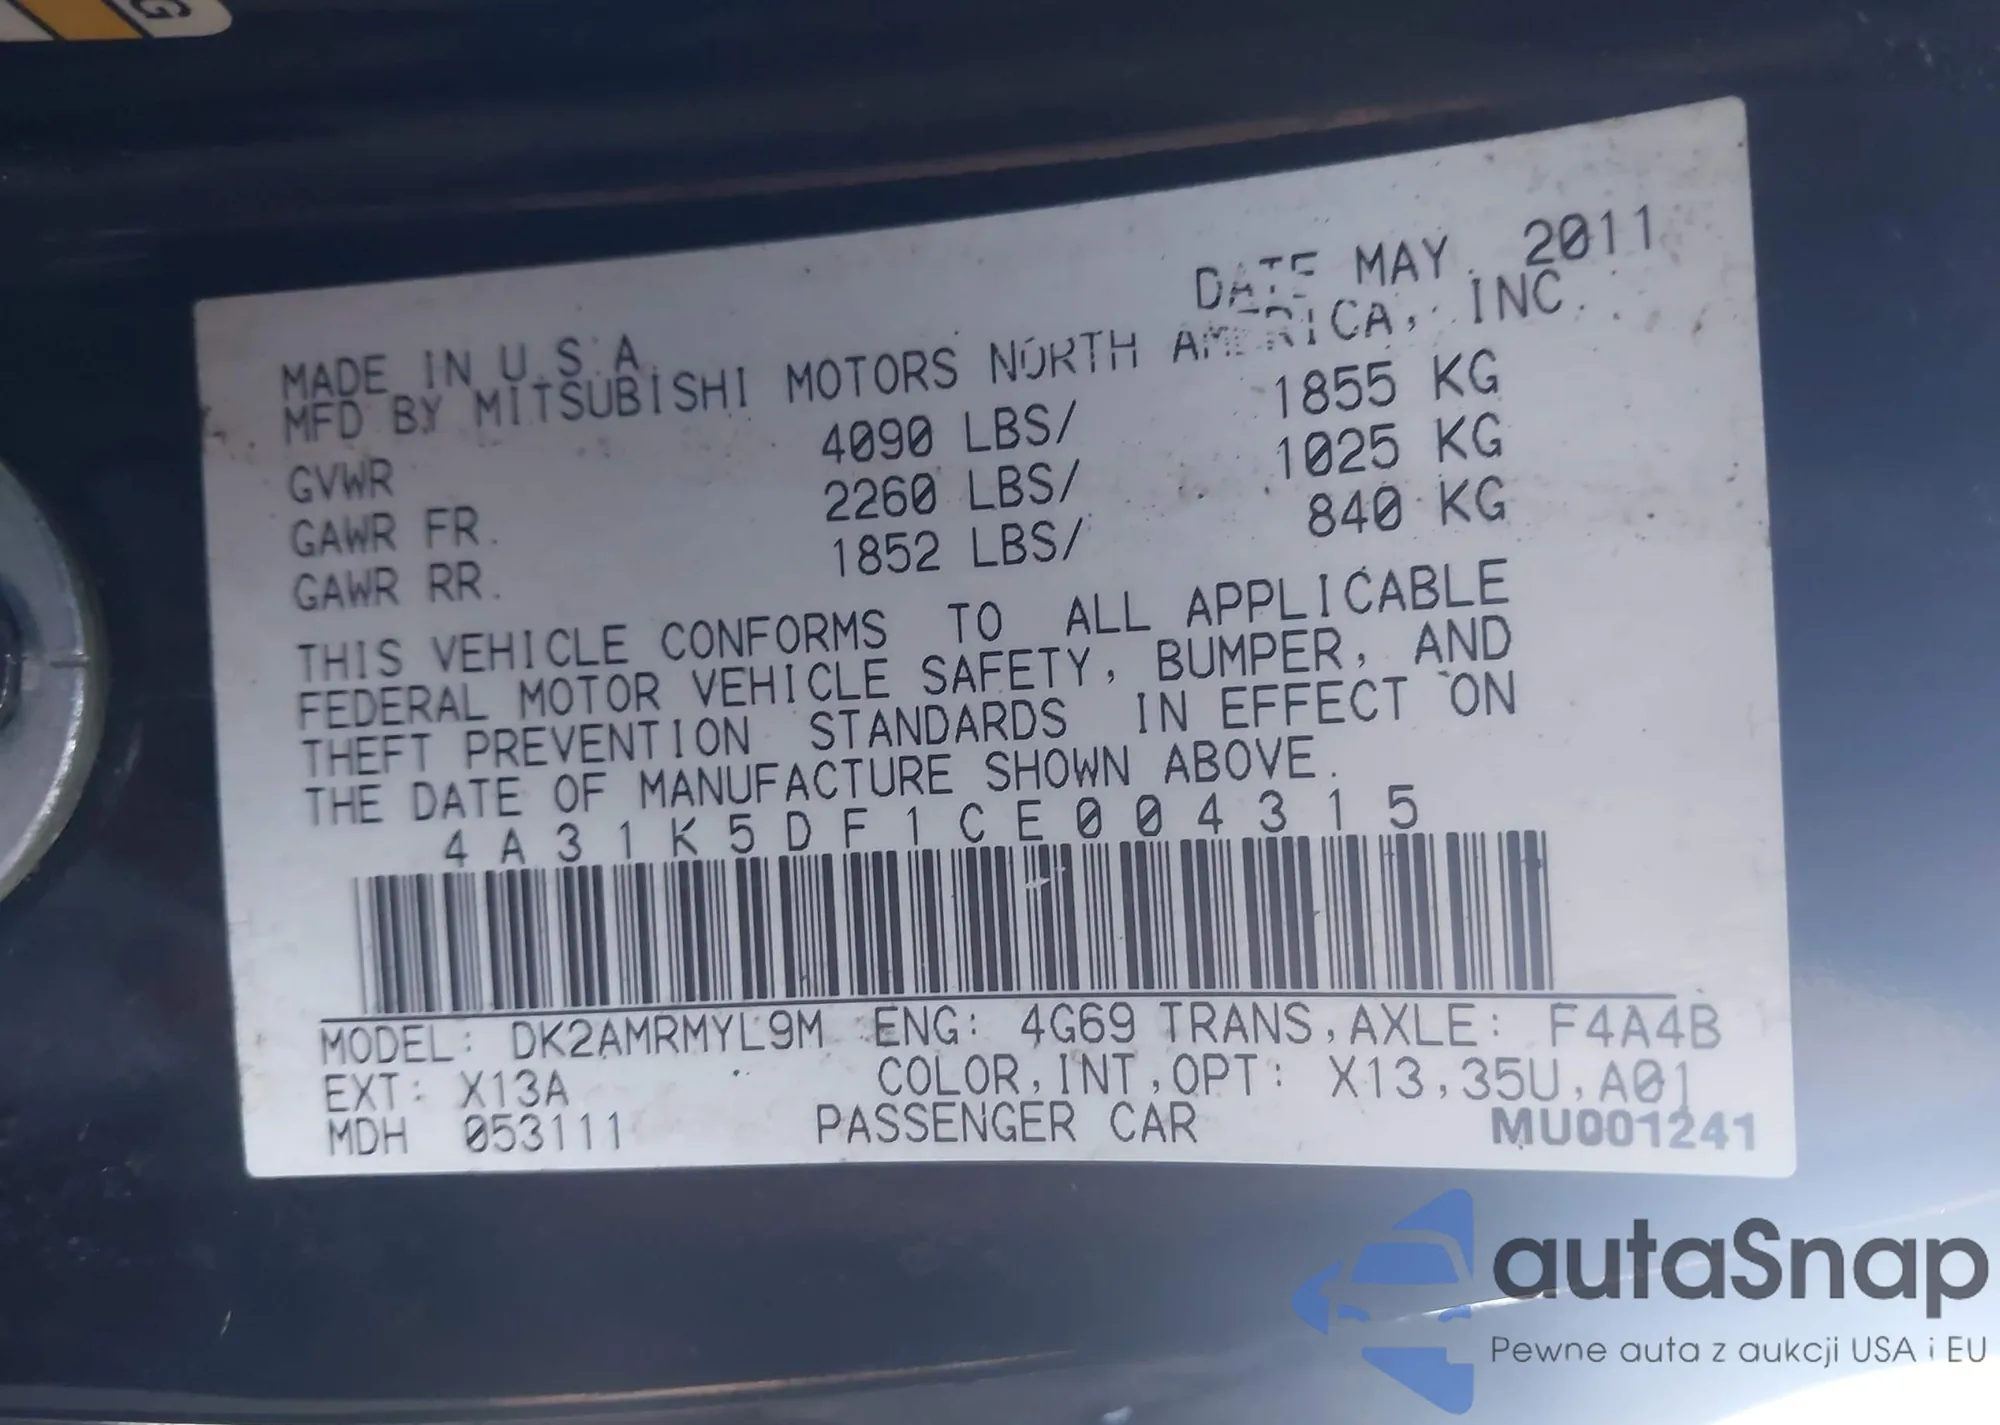 G
DATE MAY. 2011
MADE IN U.S.A.
MFD BY MITSUBISHI MOTORS NORTH AMERICA, INC.
GVWR 4090 LBS/ 1855 KG
GAWR FR. 2260 LBS/ 1025 KG
GAWR RR. 1852 LBS/ 840 KG
THIS VEHICLE CONFORMS TO ALL APPLICABLE
FEDERAL MOTOR VEHICLE SAFETY, BUMPER, AND
THEFT PREVENTION STANDARDS IN EFFECT ON
THE DATE OF MANUFACTURE SHOWN ABOVE.
4A31K5DF1CE004315
MODEL: DK2AMRMYL9M ENG: 4G69 TRANS,AXLE: F4A4B
EXT: X13A COLOR,INT,OPT: X13,35U,A01
MDH 053111 PASSENGER CAR MU001241
autaSnap
Pewne auta z aukcji USA i EU